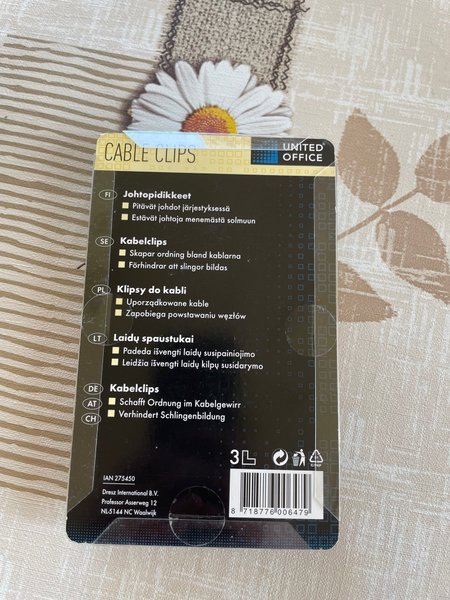 CABLE CLIPS
UNITED
OFFICE
FI
Johtopidikkeet
Pitävät johdot järjestyksessä
Estävät johtoja menemästä solmuun
SE
Kabelclips
Skapar ordning bland kablarna
Förhindrar att slingor bildas
PL
Klipsy do kabli
Uporządkowane kable
Zapobiega powstawaniu węzłów
LT
Laidų spaustukai
Padeda išvengti laidų susipainiojimo
Leidžia išvengti laidų kilpų susidarymo
DE
AT
CH
Kabelclips
Schafft Ordnung im Kabelgewirr
Verhindert Schlingenbildung
3L
IAN 275450
Dresz International B.V.
Professor Asserweg 12
NL-5144 NC Waalwijk
8 718776 006479